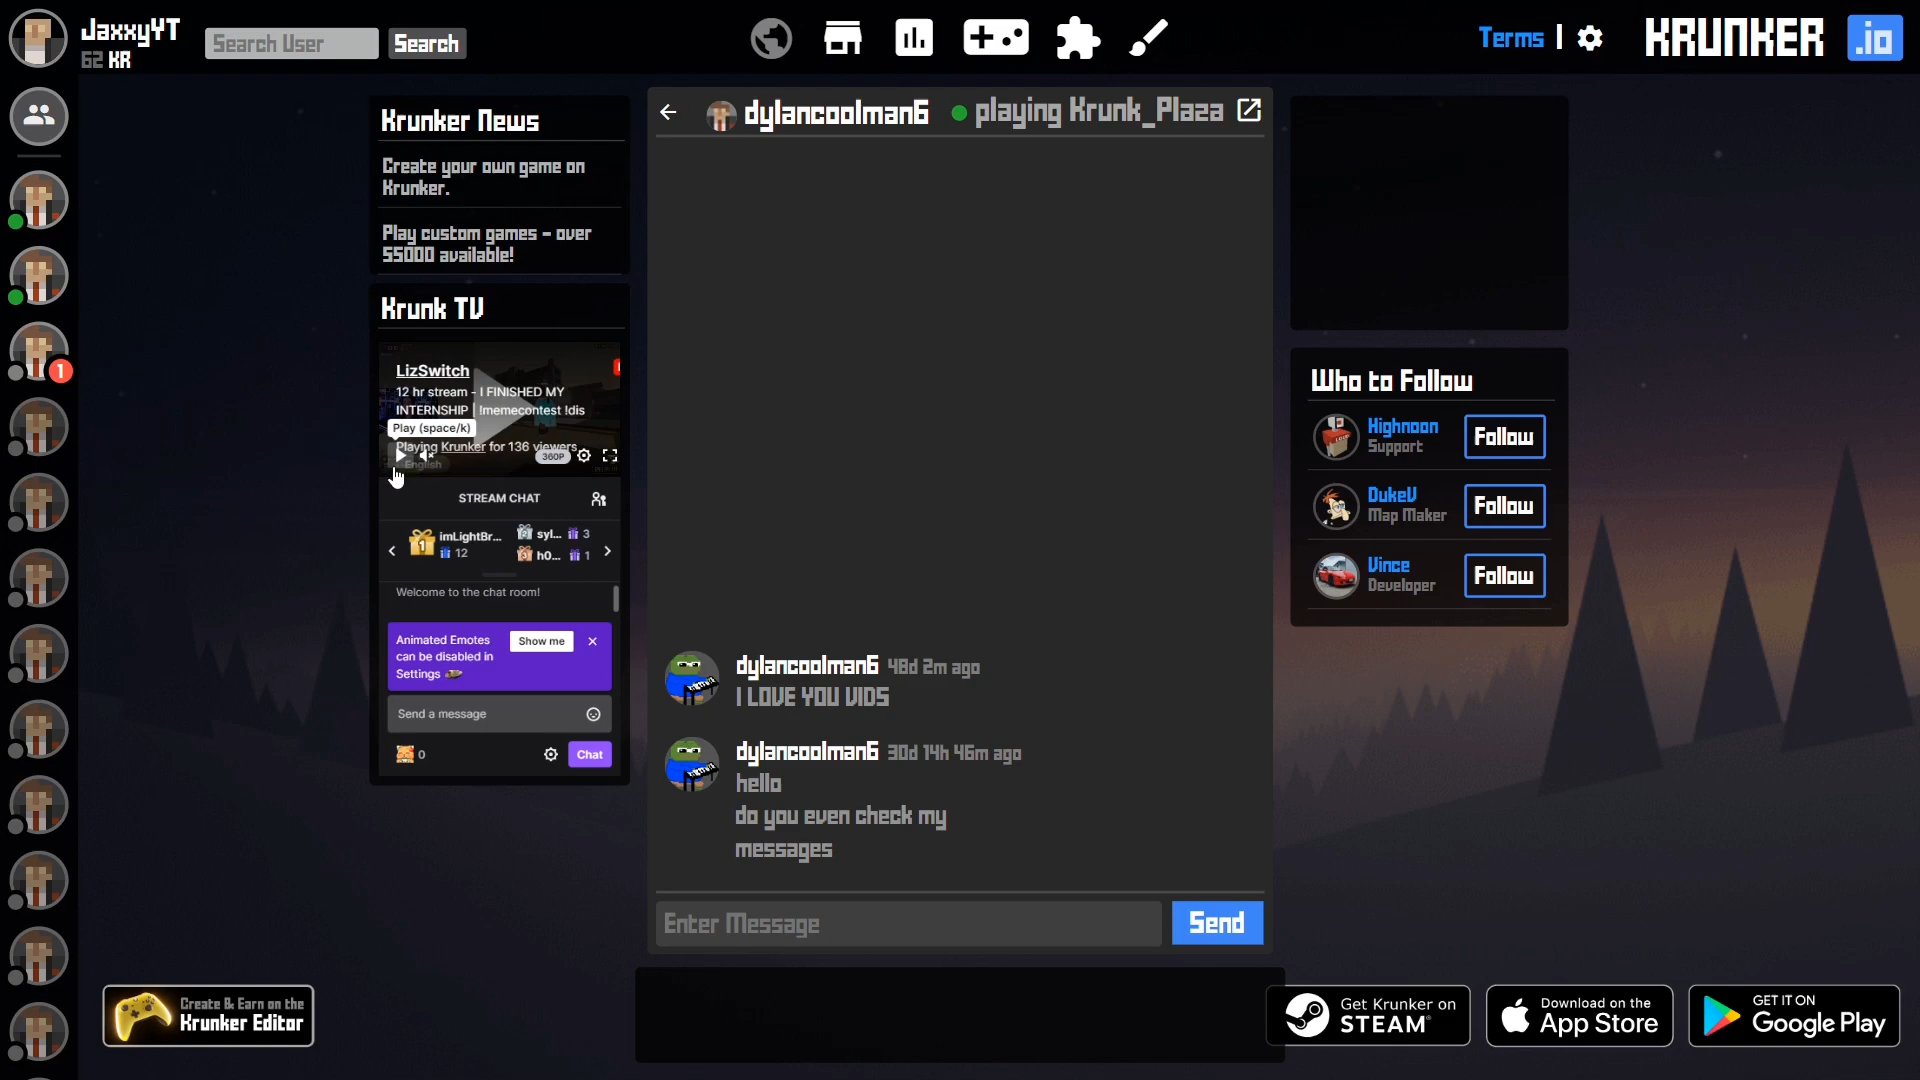 JaxxyYT
62 KR
Search User
Search
Terms |
KRUNKER
.io
Krunker News
Create your own game on
Krunker.
Play custom games - over
55000 available!
Krunk TV
LizSwitch
12 hr stream - I FINISHED MY
INTERNSHIP | !memecontest !dis
Play (space/k)
Playing Krunker for 136 viewers
English
360P
STREAM CHAT
1
imLightBr...
12
2
syl...
3
3
h0...
1
Welcome to the chat room!
Animated Emotes
can be disabled in
Settings
Show me
Send a message
0
Chat
dylancoolman6
playing Krunk_Plaza
dylancoolman6 48d 2m ago
I LOVE YOU VIDS
dylancoolman6 30d 14h 46m ago
hello
do you even check my
messages
Enter Message
Send
Who to Follow
Highnoon
Support
Follow
DukeV
Map Maker
Follow
Vince
Developer
Follow
1
Create & Earn on the
Krunker Editor
Get Krunker on
STEAM
Download on the
App Store
GET IT ON
Google Play